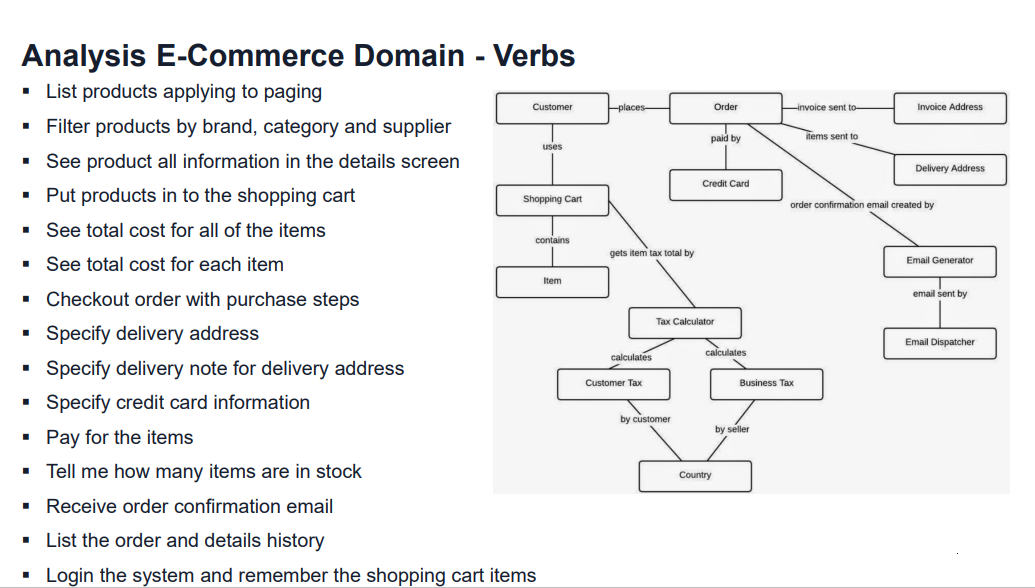 Analysis E-Commerce Domain - Verbs
▪ List products applying to paging
▪ Filter products by brand, category and supplier
▪ See product all information in the details screen
▪ Put products in to the shopping cart
▪ See total cost for all of the items
▪ See total cost for each item
▪ Checkout order with purchase steps
▪ Specify delivery address
▪ Specify delivery note for delivery address
▪ Specify credit card information
▪ Pay for the items
▪ Tell me how many items are in stock
▪ Receive order confirmation email
▪ List the order and details history
▪ Login the system and remember the shopping cart items
Customer
places
Order
invoice sent to
Invoice Address
uses
paid by
items sent to
Delivery Address
Credit Card
Shopping Cart
order confirmation email created by
contains
gets item tax total by
Email Generator
Item
email sent by
Tax Calculator
Email Dispatcher
calculates
calculates
Customer Tax
Business Tax
by customer
by seller
Country